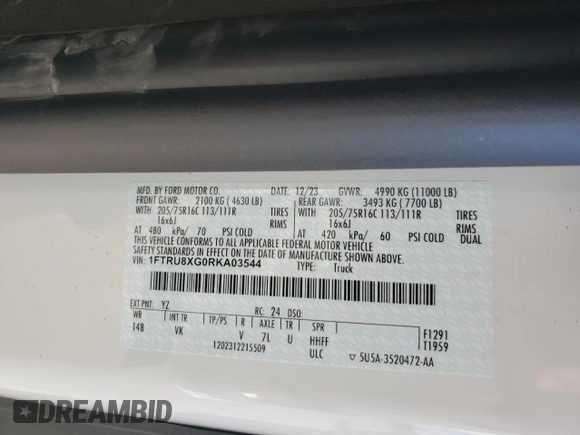 MFD. BY FORD MOTOR CO. DATE: 12/23 GVWR: 4990 KG (11000 LB)
FRONT GAWR: 2100 KG ( 4630 LB) REAR GAWR: 3493 KG ( 7700 LB)
WITH 205/75R16C 113/111R TIRES WITH 205/75R16C 113/111R TIRES
16x6J RIMS 16x6J RIMS
AT 480 kPa/ 70 PSI COLD AT 420 kPa/ 60 PSI COLD DUAL
THIS VEHICLE CONFORMS TO ALL APPLICABLE FEDERAL MOTOR VEHICLE
SAFETY STANDARDS IN EFFECT ON THE DATE OF MANUFACTURE SHOWN ABOVE.
VIN: 1FTRU8XG0RKA03544 TYPE: Truck
EXT PNT: YZ RC: 24 DSO:
WB INT TR TP/PS R AXLE TR SPR F1291
148 VK V 7L U HHFF T1959
1202312215509 ULC 5U5A-3520472-AA
DREAMBID